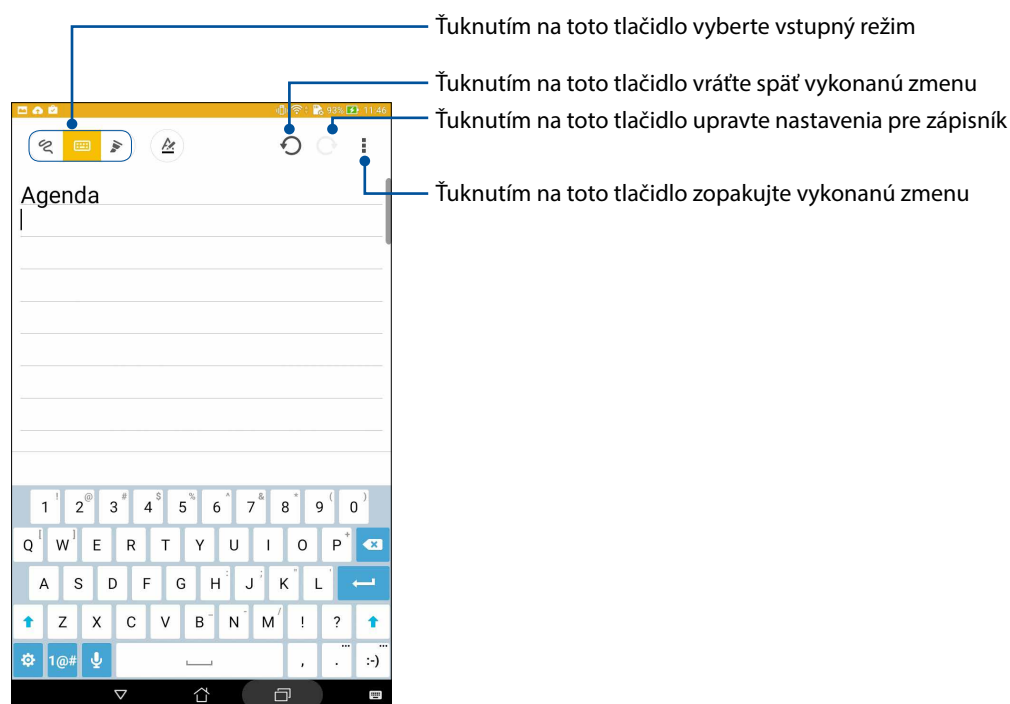 Ťuknutím na toto tlačidlo vyberte vstupný režim
Ťuknutím na toto tlačidlo vráťte späť vykonanú zmenu
93% 11:46
Ťuknutím na toto tlačidlo upravte nastavenia pre zápisník
Ťuknutím na toto tlačidlo zopakujte vykonanú zmenu
Agenda
1 ! 2 @ 3 # 4 $ 5 % 6 ^ 7 & 8 * 9 ( 0 )
Q [ W ] E R T Y U I O P +
A S D F G H : J ; K " L '
Z X C V B - N ~ M / ! ?
1@# , . ... :-) ...